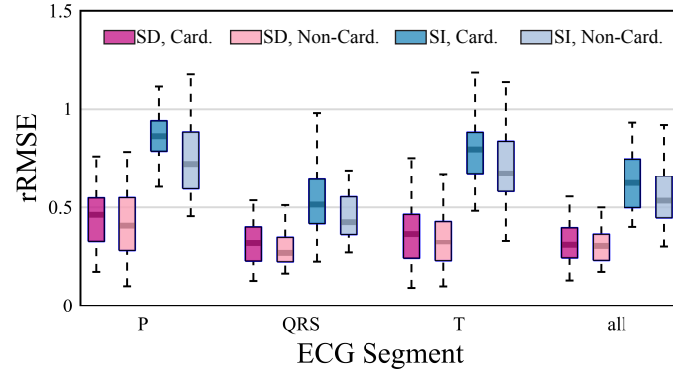 1.5
SD, Card. SD, Non-Card. SI, Card. SI, Non-Card.
1
rRMSE
0.5
0
P QRS T all
ECG Segment